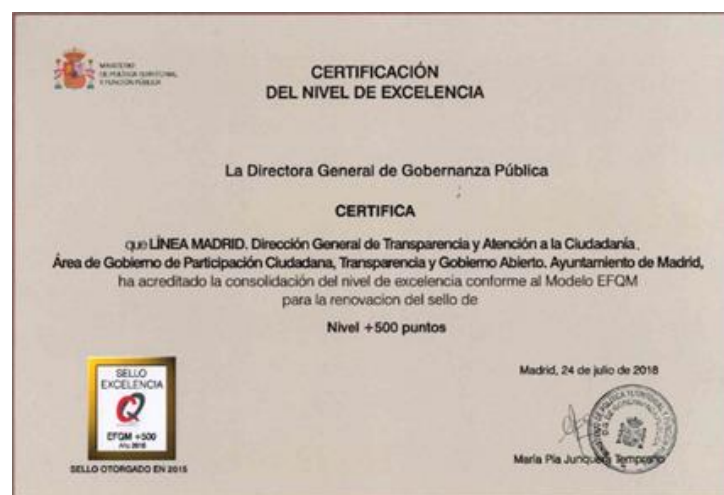 MINISTERIO
DE POLÍTICA TERRITORIAL
Y FUNCIÓN PÚBLICA
CERTIFICACIÓN
DEL NIVEL DE EXCELENCIA
La Directora General de Gobernanza Pública
CERTIFICA
que LÍNEA MADRID. Dirección General de Transparencia y Atención a la Ciudadanía,
Área de Gobierno de Participación Ciudadana, Transparencia y Gobierno Abierto. Ayuntamiento de Madrid,
ha acreditado la consolidación del nivel de excelencia conforme al Modelo EFQM
para la renovacion del sello de
Nivel +500 puntos
SELLO
EXCELENCIA
EFQM +500
SELLO OTORGADO EN 2015
Madrid, 24 de julio de 2018
María Pía Junquera Temprano